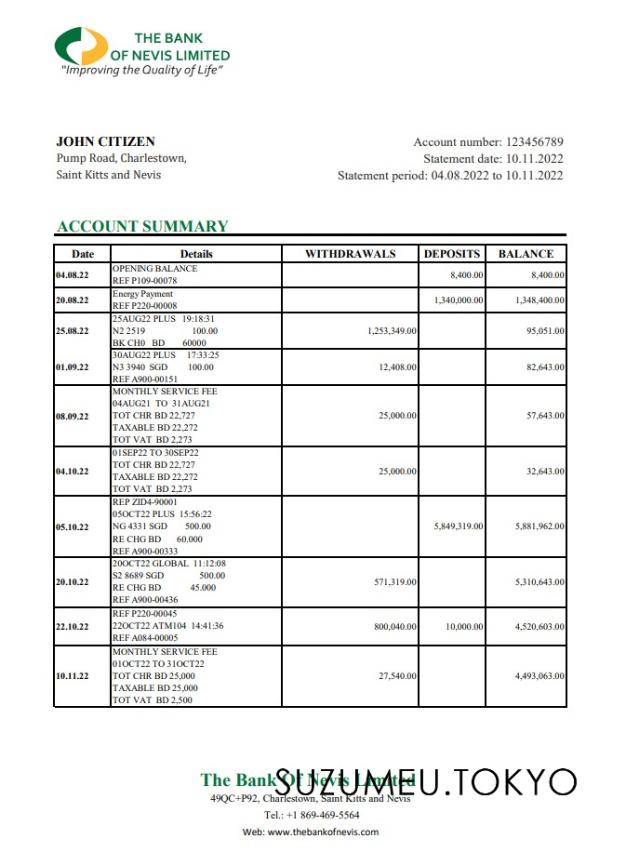 THE BANK
OF NEVIS LIMITED
"Improving the Quality of Life"
JOHN CITIZEN
Pump Road, Charlestown,
Saint Kitts and Nevis
Account number: 123456789
Statement date: 10.11.2022
Statement period: 04.08.2022 to 10.11.2022
ACCOUNT SUMMARY
Date Details WITHDRAWALS DEPOSITS BALANCE
04.08.22 OPENING BALANCE 8,400.00 8,400.00
REF P109-00078
20.08.22 Energy Payment 1,340,000.00 1,348,400.00
REF P220-00008
25AUG22 PLUS 19:18:31
25.08.22 N2 2519 100.00 1,253,349.00 95,051.00
BK CH0 BD 60000
30AUG22 PLUS 17:33:25
01.09.22 N3 3940 SGD 100.00 12,408.00 82,643.00
REF A900-00151
MONTHLY SERVICE FEE
04AUG21 TO 31AUG21
08.09.22 TOT CHR BD 22,727 25,000.00 57,643.00
TAXABLE BD 22,272
TOT VAT BD 2,273
01SEP22 TO 30SEP22
04.10.22 TOT CHR BD 22,727 25,000.00 32,643.00
TAXABLE BD 22,272
TOT VAT BD 2,273
REP ZID4-90001
05OCT22 PLUS 15:56:22
05.10.22 NG 4331 SGD 500.00 5,849,319.00 5,881,962.00
RE CHG BD 60.000
REF A900-00333
20OCT22 GLOBAL 11:12:08
S2 8689 SGD 500.00
20.10.22 RE CHG BD 45.000 571,319.00 5,310,643.00
REF A900-00436
REF P220-00045
22.10.22 22OCT22 ATM104 14:41:36 800,040.00 10,000.00 4,520,603.00
REF A084-00005
MONTHLY SERVICE FEE
01OCT22 TO 31OCT22
10.11.22 TOT CHR BD 25,000 27,540.00 4,493,063.00
TAXABLE BD 25,000
TOT VAT BD 2,500
The Bank Of Nevis Limited
SUZUMEU.TOKYO
49QC+P92, Charlestown, Saint Kitts and Nevis
Tel.: +1 869-469-5564
Web: www.thebankofnevis.com